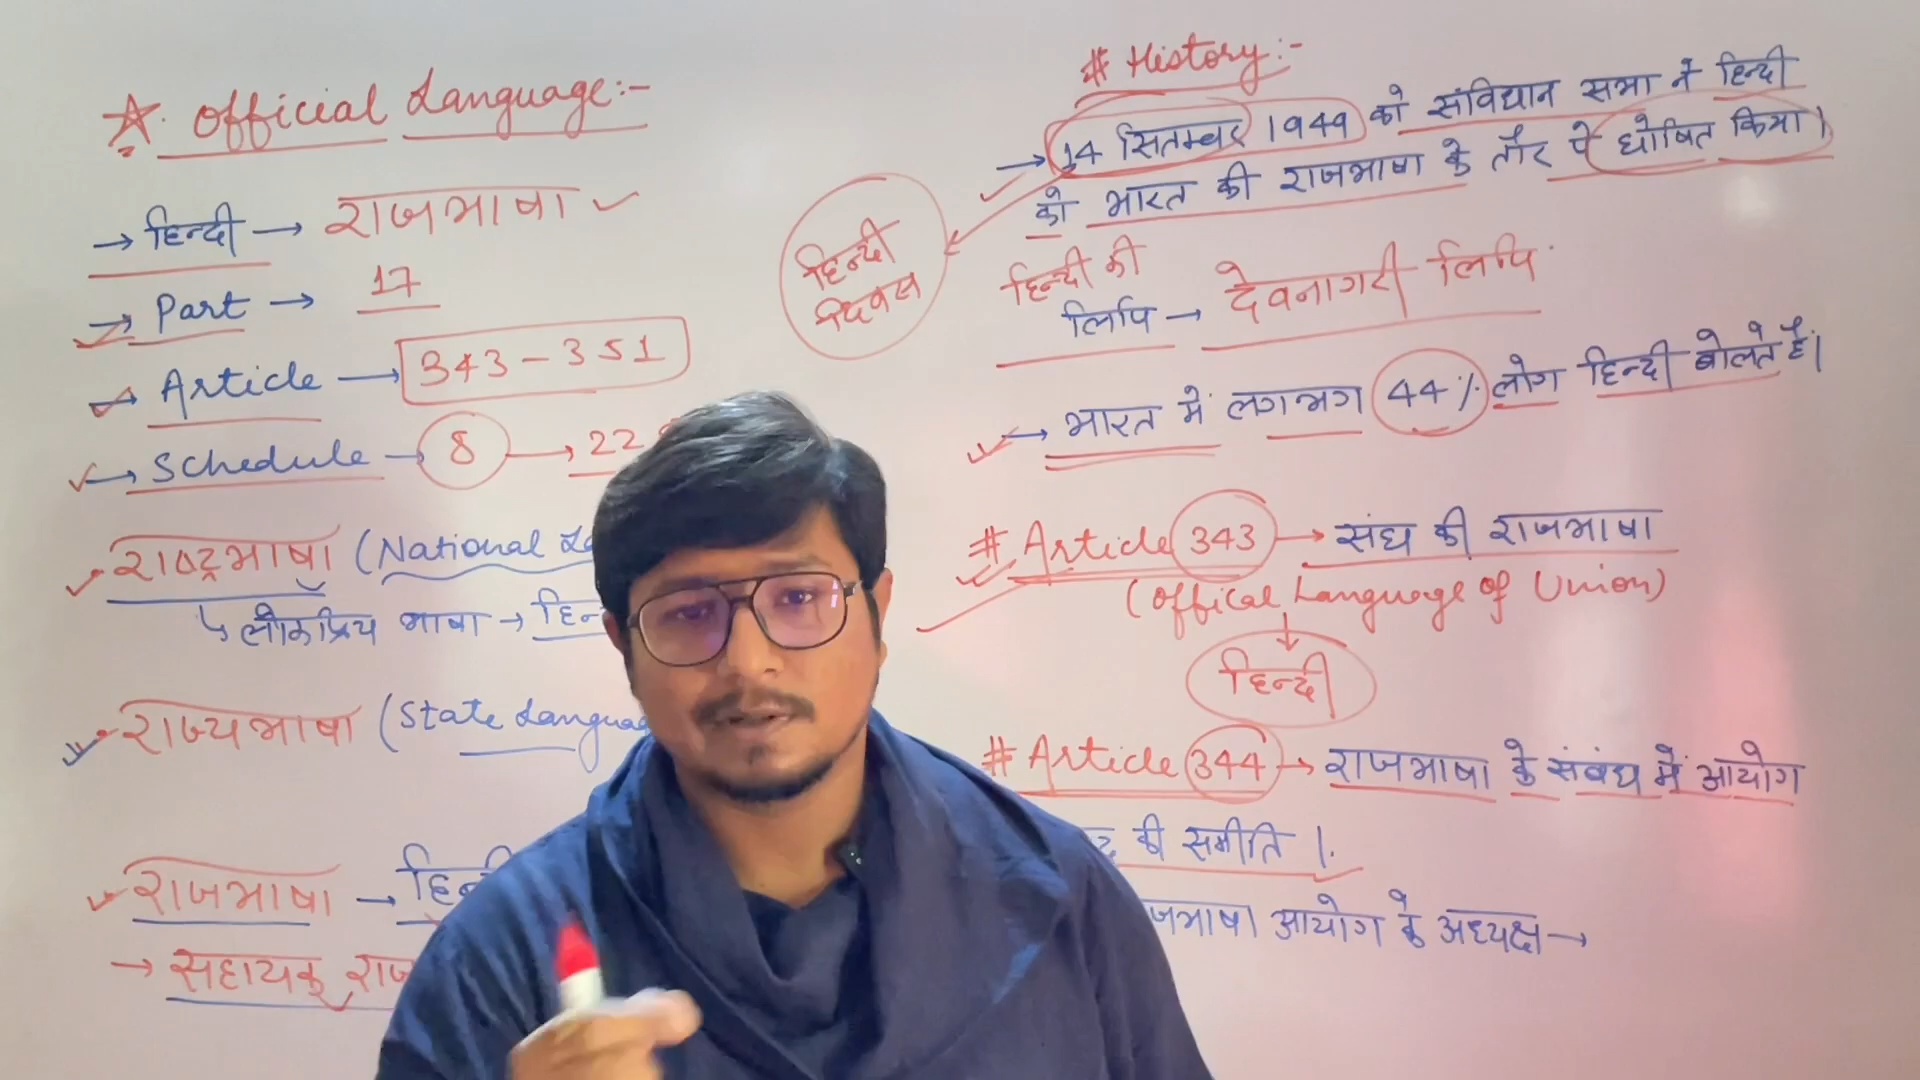 ☆. Official Language:-
→ हिन्दी → राजभाषा ✓
→ Part → 17
→ Article → 343 – 351
→ Schedule → 8 → 22
राष्ट्रभाषा (National
↳ लोकप्रिय भाषा →
राज्यभाषा (State
राजभाषा →
→ सहायक
# History:-
→ 14 सितम्बर 1949 को संविधान सभा ने हिन्दी
को भारत की राजभाषा के तौर पे घोषित किया।
हिन्दी
दिवस
हिन्दी की
लिपि → देवनागरी लिपि
→ भारत में लगभग 44% लोग हिन्दी बोलते हैं।
# Article 343 → संघ की राजभाषा
(Offical Language of Union)
↓
हिन्दी
# Article 344 → राजभाषा के संबंध में आयोग
की समीति।
आयोग के अध्यक्ष →